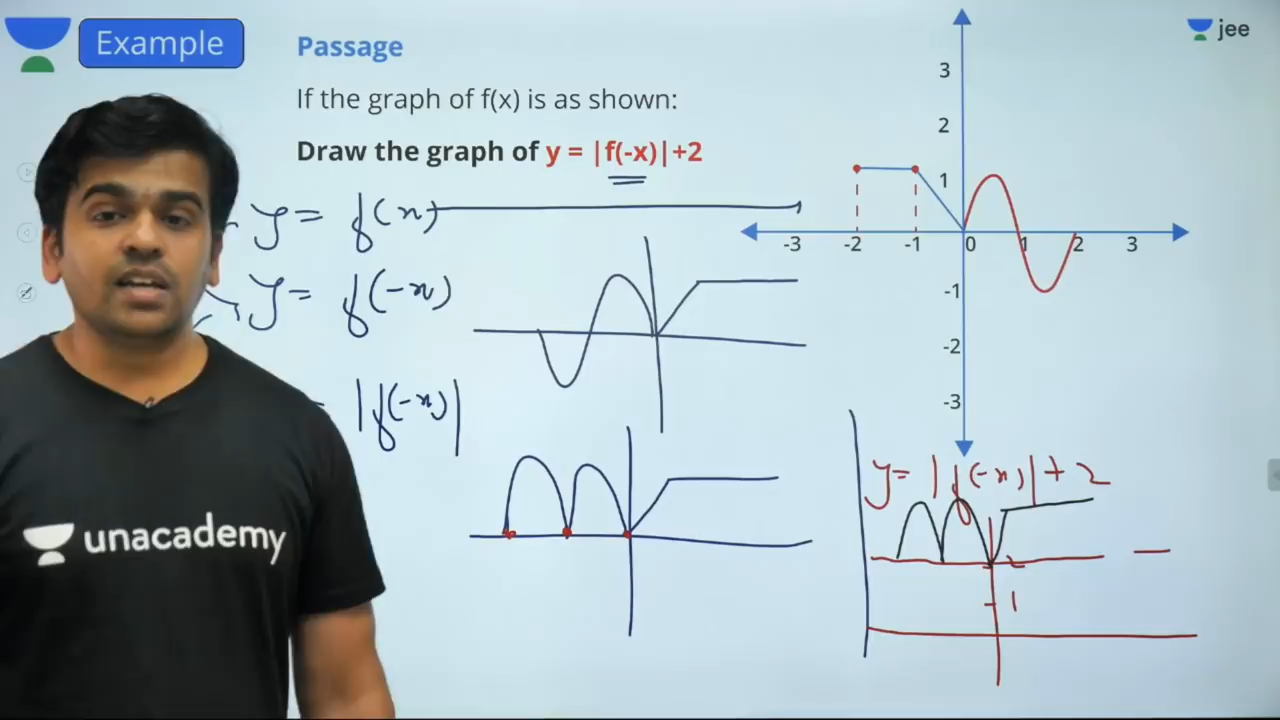 Example
Passage
jee
If the graph of f(x) is as shown:
Draw the graph of y = |f(-x)|+2
y = f(x)
y = f(-x)
|f(-x)|
3
2
1
-3 -2 -1 0 1 2 3
-1
-2
-3
y = |f(-x)| + 2
2
1
unacademy